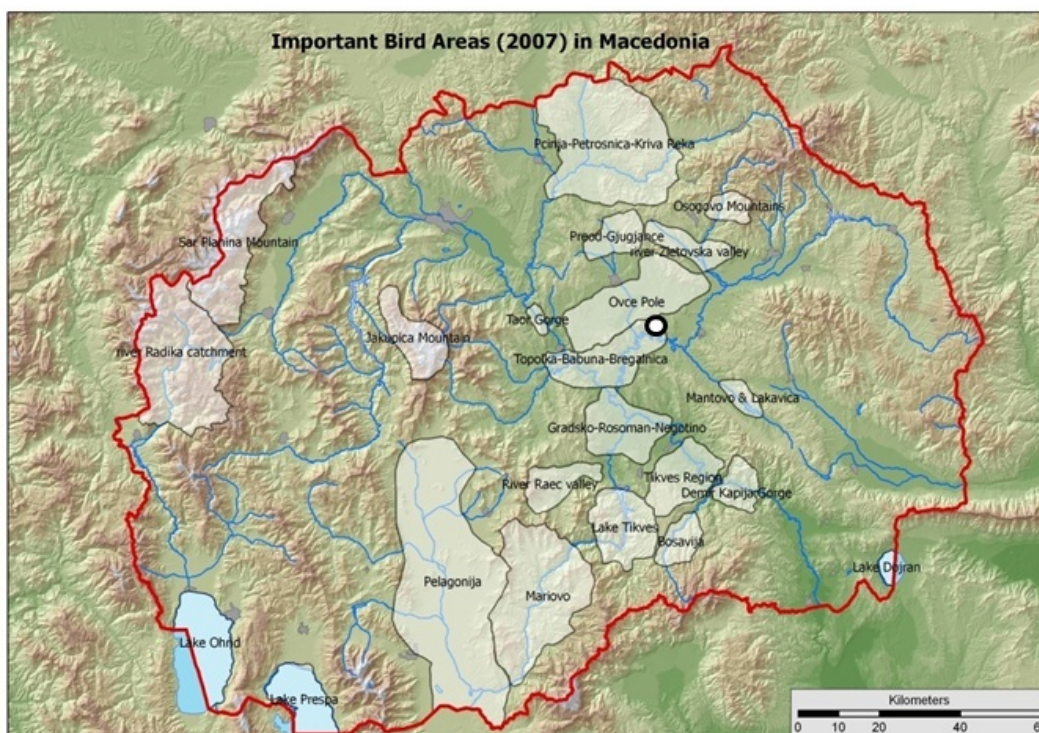 Important Bird Areas (2007) in Macedonia
Pcinja-Petrosnica-Kriva Reka
Osogovo Mountains
Preod-Gjugjance
river Zletovska valley
Sar Planina Mountain
Ovce Pole
Taor Gorge
Jakupica Mountain
river Radika catchment
Topolka-Babuna-Bregalnica
Mantovo & Lakavica
Gradsko-Rosoman-Negotino
River Raec valley
Tikves Region
Demir Kapija Gorge
Lake Tikves
Bosavija
Lake Dojran
Pelagonija
Mariovo
Lake Ohrid
Lake Prespa
Kilometers
0 10 20 40